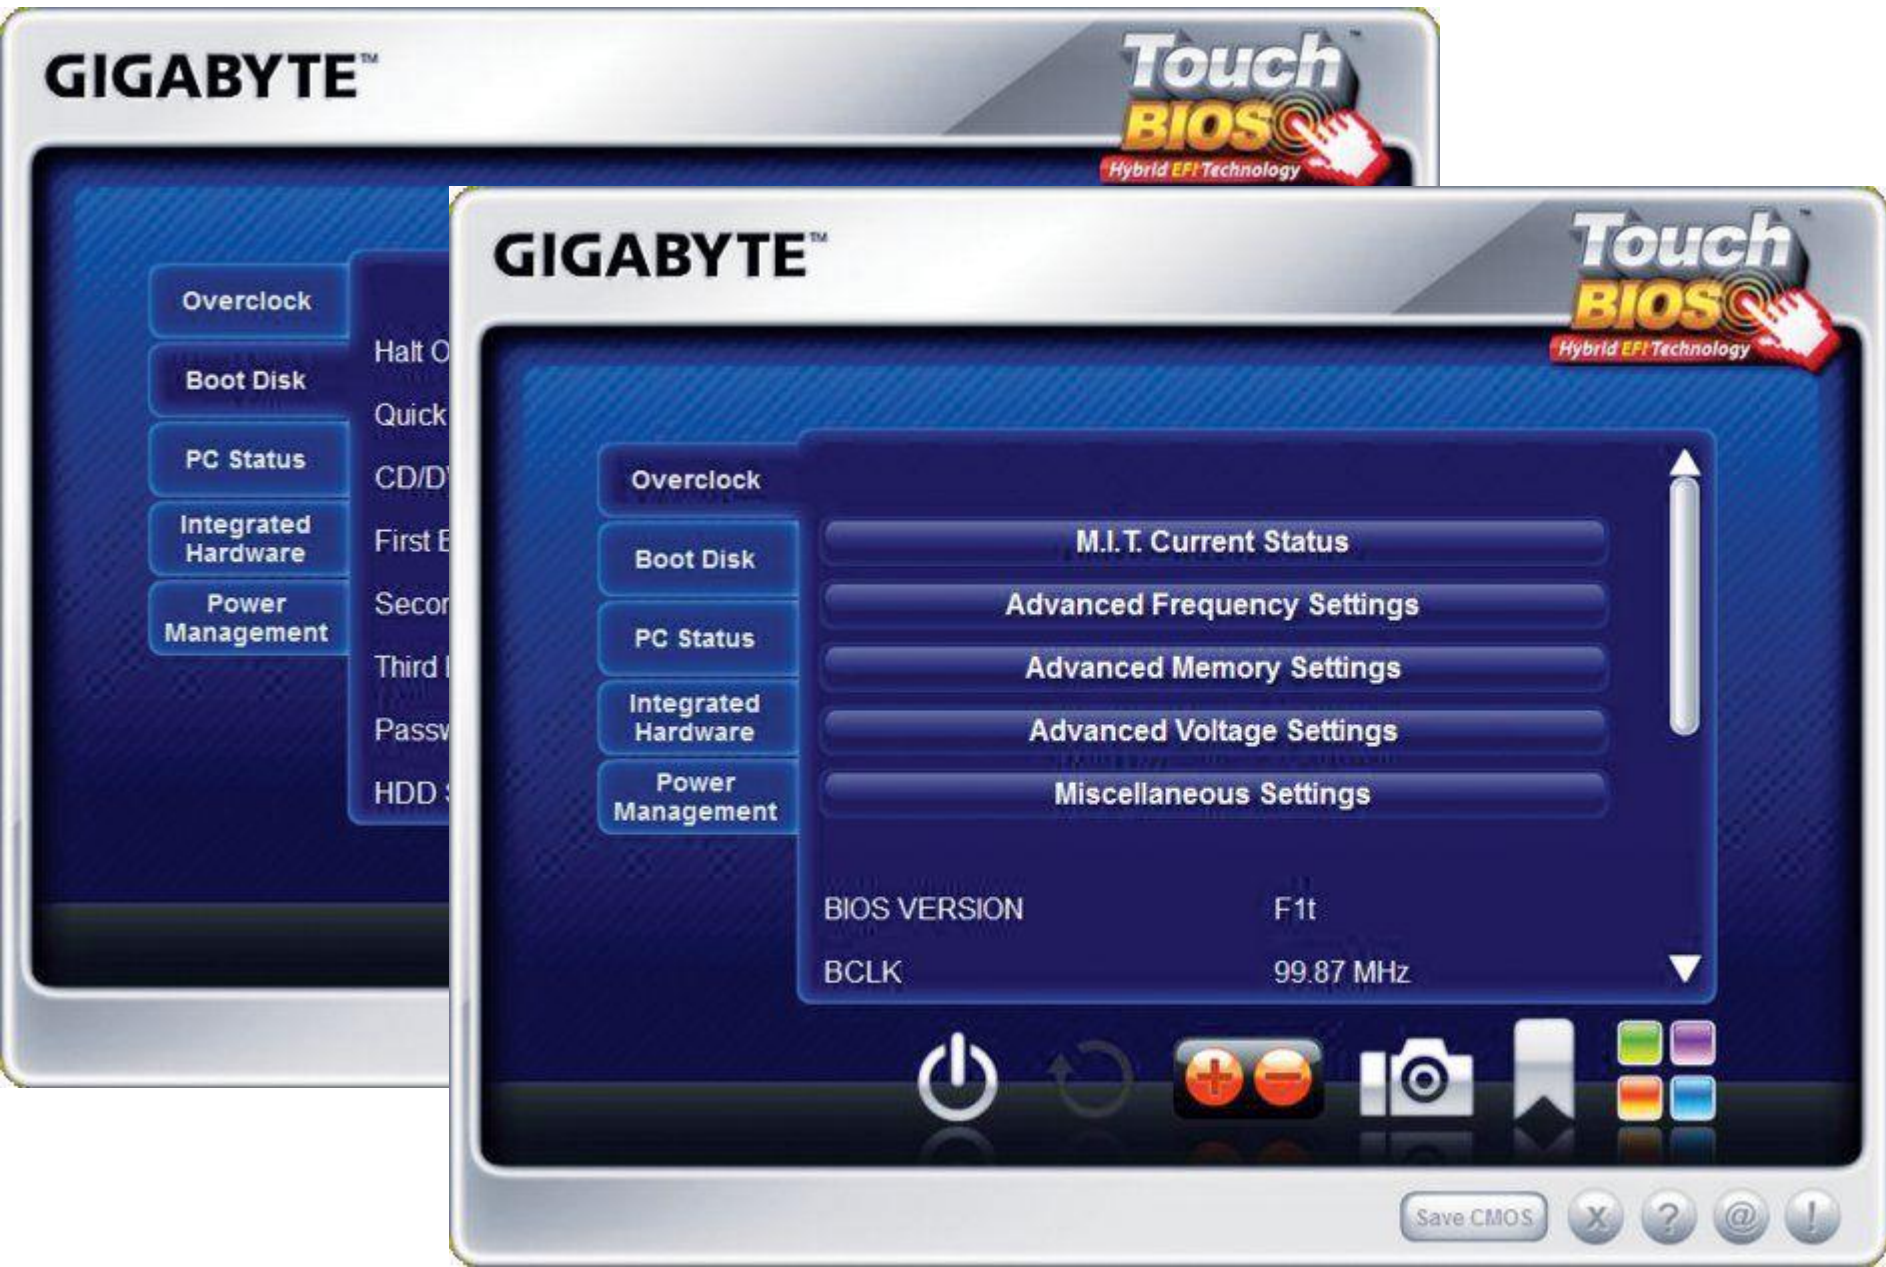 GIGABYTE™
Touch™
BIOS
Hybrid EFI Technology
Overclock
Boot Disk
PC Status
Integrated
Hardware
Power
Management
Halt O
Quick
CD/D
First
Secon
Third
Passw
HDD
GIGABYTE™
Touch™
BIOS
Hybrid EFI Technology
Overclock
Boot Disk
PC Status
Integrated
Hardware
Power
Management
M.I.T. Current Status
Advanced Frequency Settings
Advanced Memory Settings
Advanced Voltage Settings
Miscellaneous Settings
BIOS VERSION F1t
BCLK 99.87 MHz
Save CMOS X ? @ !